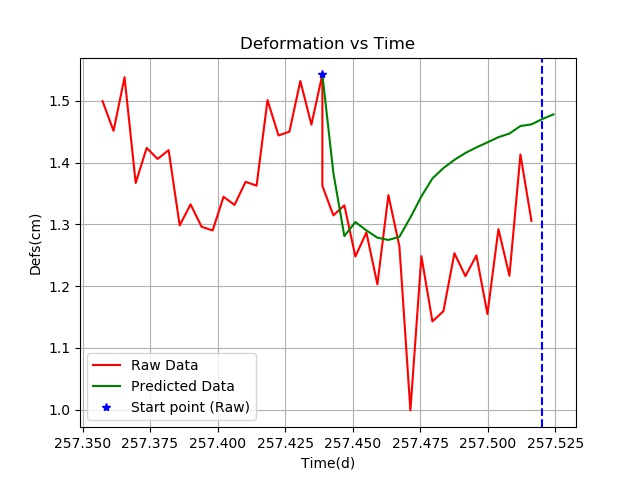 Deformation vs Time
Defs(cm)
1.5
1.4
1.3
1.2
1.1
1.0
Raw Data
Predicted Data
Start point (Raw)
257.350 257.375 257.400 257.425 257.450 257.475 257.500 257.525
Time(d)